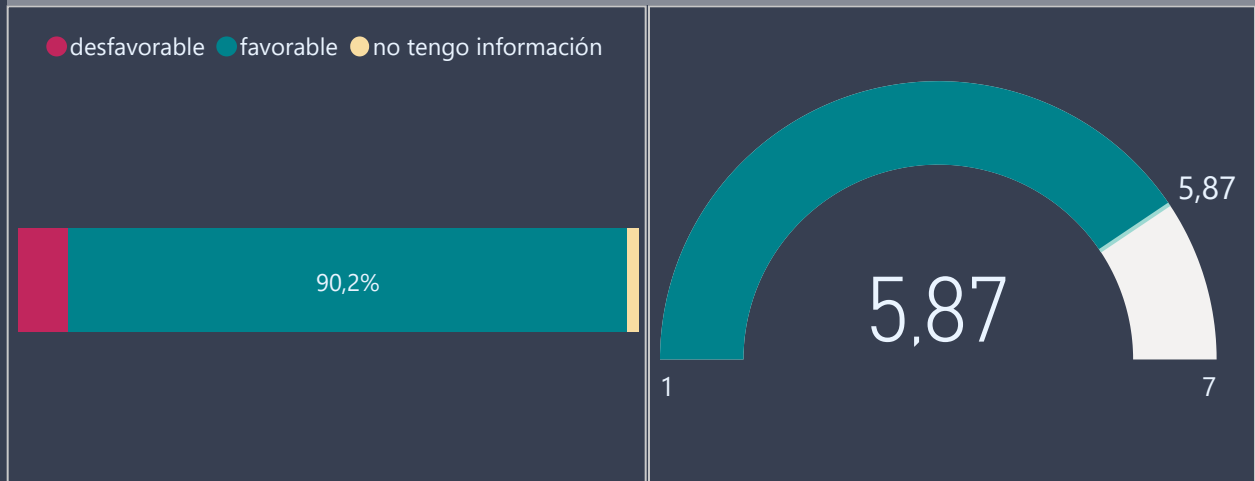 desfavorable favorable no tengo información
90,2%
5,87
5,87
1 7